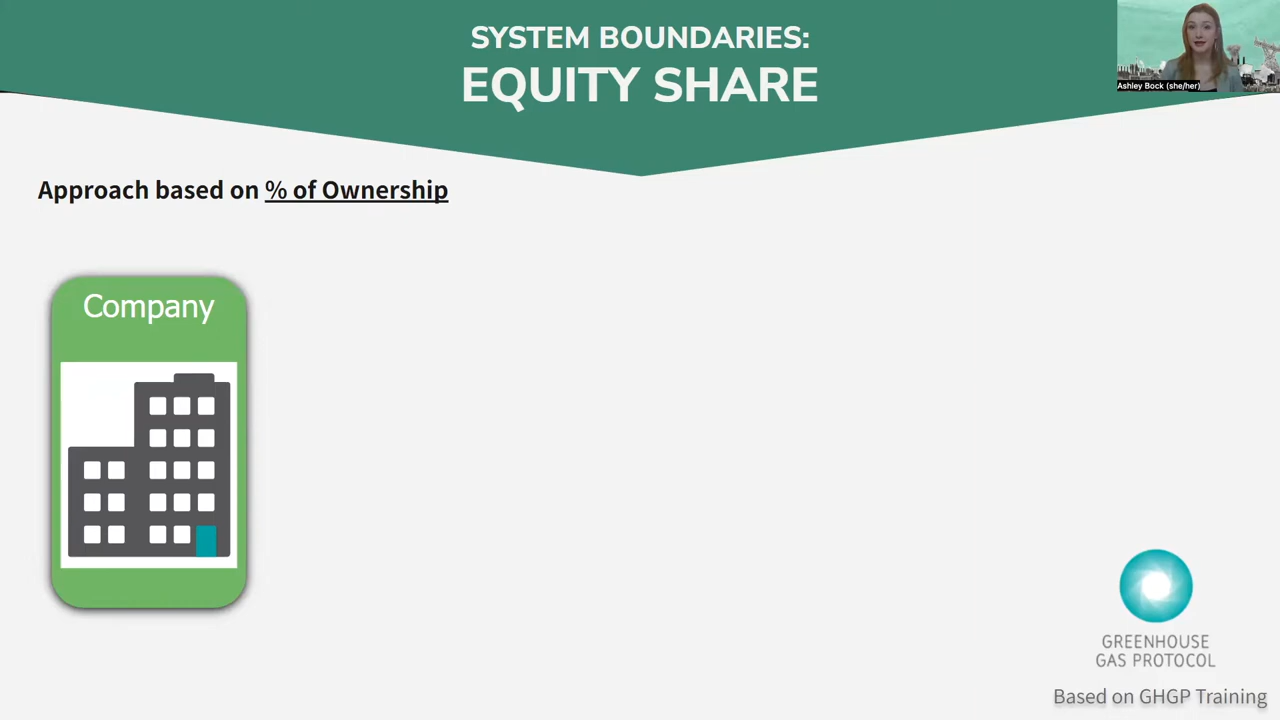 SYSTEM BOUNDARIES:
EQUITY SHARE
Ashley Bock (she/her)
Approach based on % of Ownership
Company
GREENHOUSE
GAS PROTOCOL
Based on GHGP Training